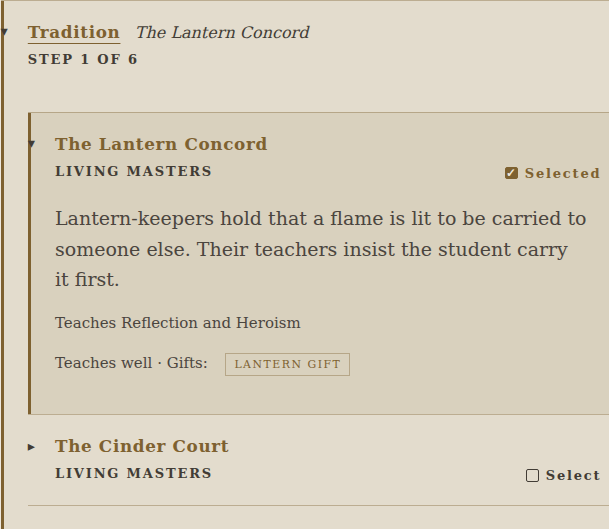 Tradition The Lantern Concord
STEP 1 OF 6
The Lantern Concord
LIVING MASTERS
Selected
Lantern-keepers hold that a flame is lit to be carried to
someone else. Their teachers insist the student carry
it first.
Teaches Reflection and Heroism
Teaches well · Gifts: LANTERN GIFT
The Cinder Court
LIVING MASTERS
Select